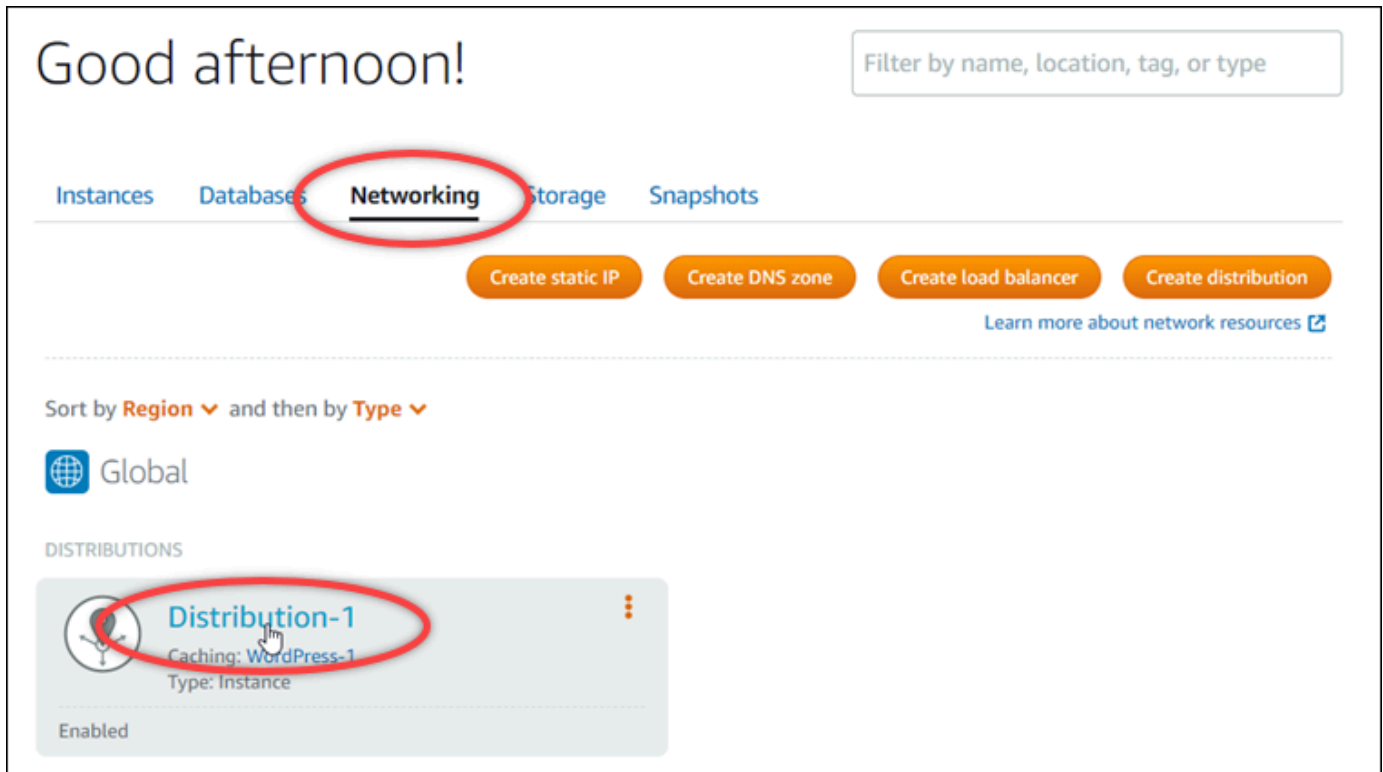 Good afternoon!
Filter by name, location, tag, or type
Instances Databases Networking Storage Snapshots
Create static IP Create DNS zone Create load balancer Create distribution
Learn more about network resources
Sort by Region and then by Type
Global
DISTRIBUTIONS
Distribution-1
Caching: WordPress-1
Type: Instance
Enabled